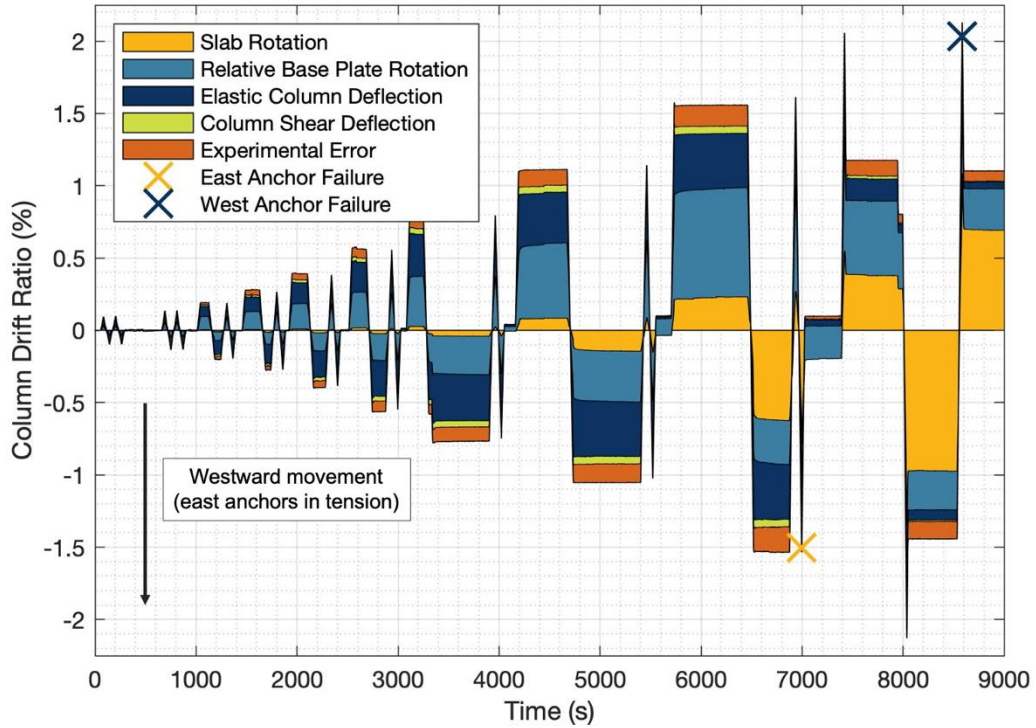 2
1.5
1
0.5
0
-0.5
-1
-1.5
-2
Column Drift Ratio (%)
Slab Rotation
Relative Base Plate Rotation
Elastic Column Deflection
Column Shear Deflection
Experimental Error
East Anchor Failure
West Anchor Failure
Westward movement
(east anchors in tension)
0 1000 2000 3000 4000 5000 6000 7000 8000 9000
Time (s)